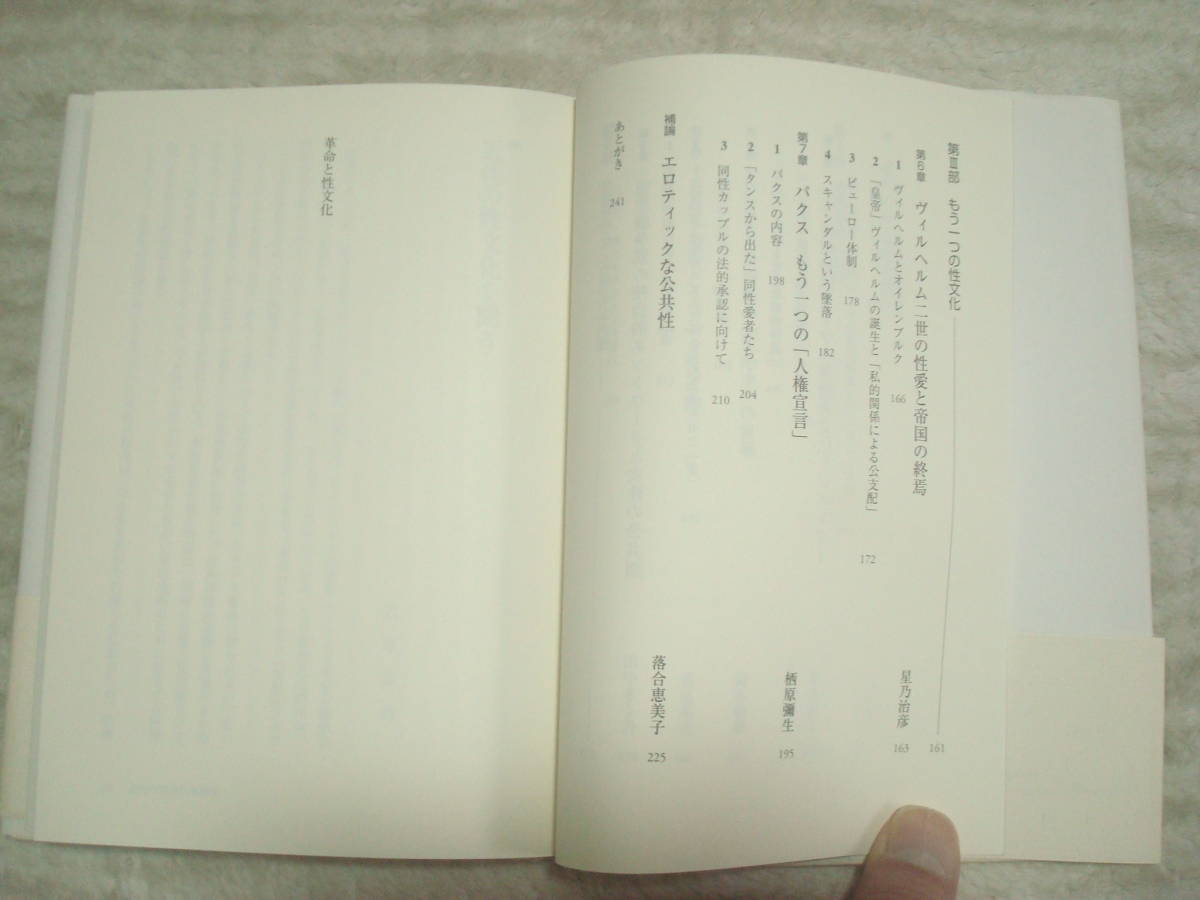 第Ⅲ部 もう一つの性文化 161
第6章 ヴィルヘルム二世の性愛と帝国の終焉 星乃治彦 163
1 ヴィルヘルムとオイレンブルク 166
2 「皇帝」ヴィルヘルムの誕生と「私的関係による公支配」 172
3 ビューロー体制 178
4 スキャンダルという墜落 182
第7章 パクス もう一つの「人権宣言」 栖原彌生 195
1 パクスの内容 198
2 「タンスから出た」同性愛者たち 204
3 同性カップルの法的承認に向けて 210
補論 エロティックな公共性 落合恵美子 225
あとがき 241
革命と性文化